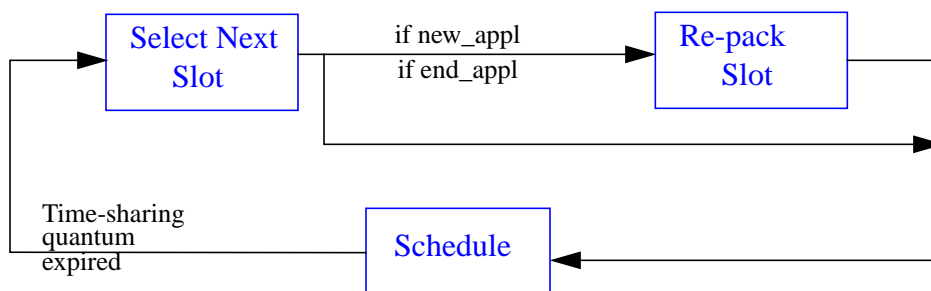 Select Next
Slot
if new_appl
if end_appl
Re-pack
Slot
Time-sharing
quantum
expired
Schedule